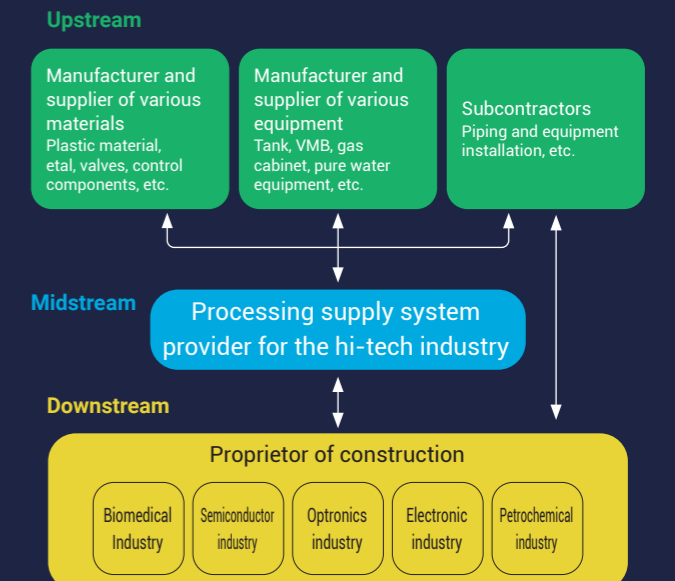 Upstream
Manufacturer and
supplier of various
materials
Plastic material,
etal, valves, control
components, etc.
Manufacturer and
supplier of various
equipment
Tank, VMB, gas
cabinet, pure water
equipment, etc.
Subcontractors
Piping and equipment
installation, etc.
Midstream
Processing supply system
provider for the hi-tech industry
Downstream
Proprietor of construction
Biomedical
Industry
Semiconductor
industry
Optronics
industry
Electronic
industry
Petrochemical
industry